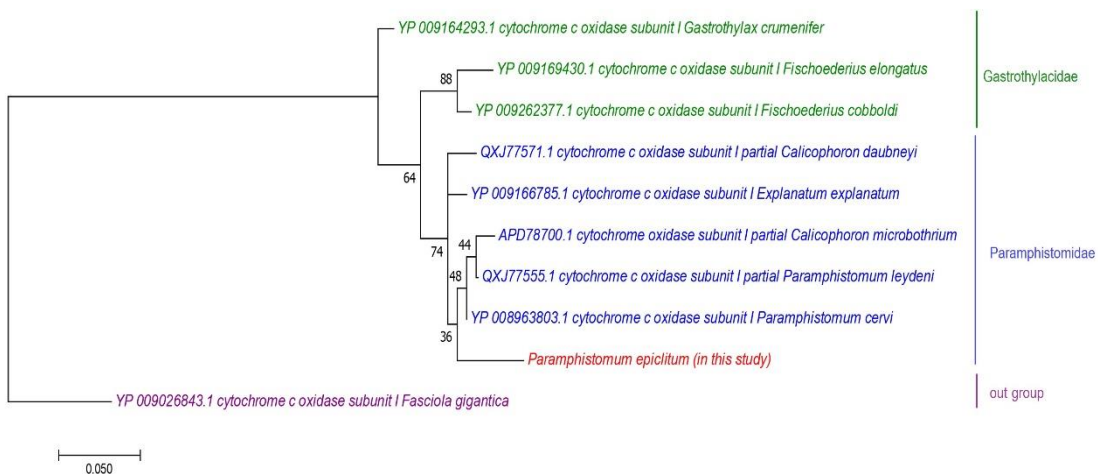 YP 009164293.1 cytochrome c oxidase subunit I Gastrothylax crumenifer
YP 009169430.1 cytochrome c oxidase subunit I Fischoederius elongatus
88
Gastrothylacidae
YP 009262377.1 cytochrome c oxidase subunit I Fischoederius cobboldi
QXJ77571.1 cytochrome c oxidase subunit I partial Calicophoron daubneyi
64
YP 009166785.1 cytochrome c oxidase subunit I Explanatum explanatum
APD78700.1 cytochrome oxidase subunit I partial Calicophoron microbothrium
44
74
Paramphistomidae
QXJ77555.1 cytochrome c oxidase subunit I partial Paramphistomum leydeni
48
YP 008963803.1 cytochrome c oxidase subunit I Paramphistomum cervi
36
Paramphistomum epiclitum (in this study)
YP 009026843.1 cytochrome c oxidase subunit I Fasciola gigantica
out group
0.050